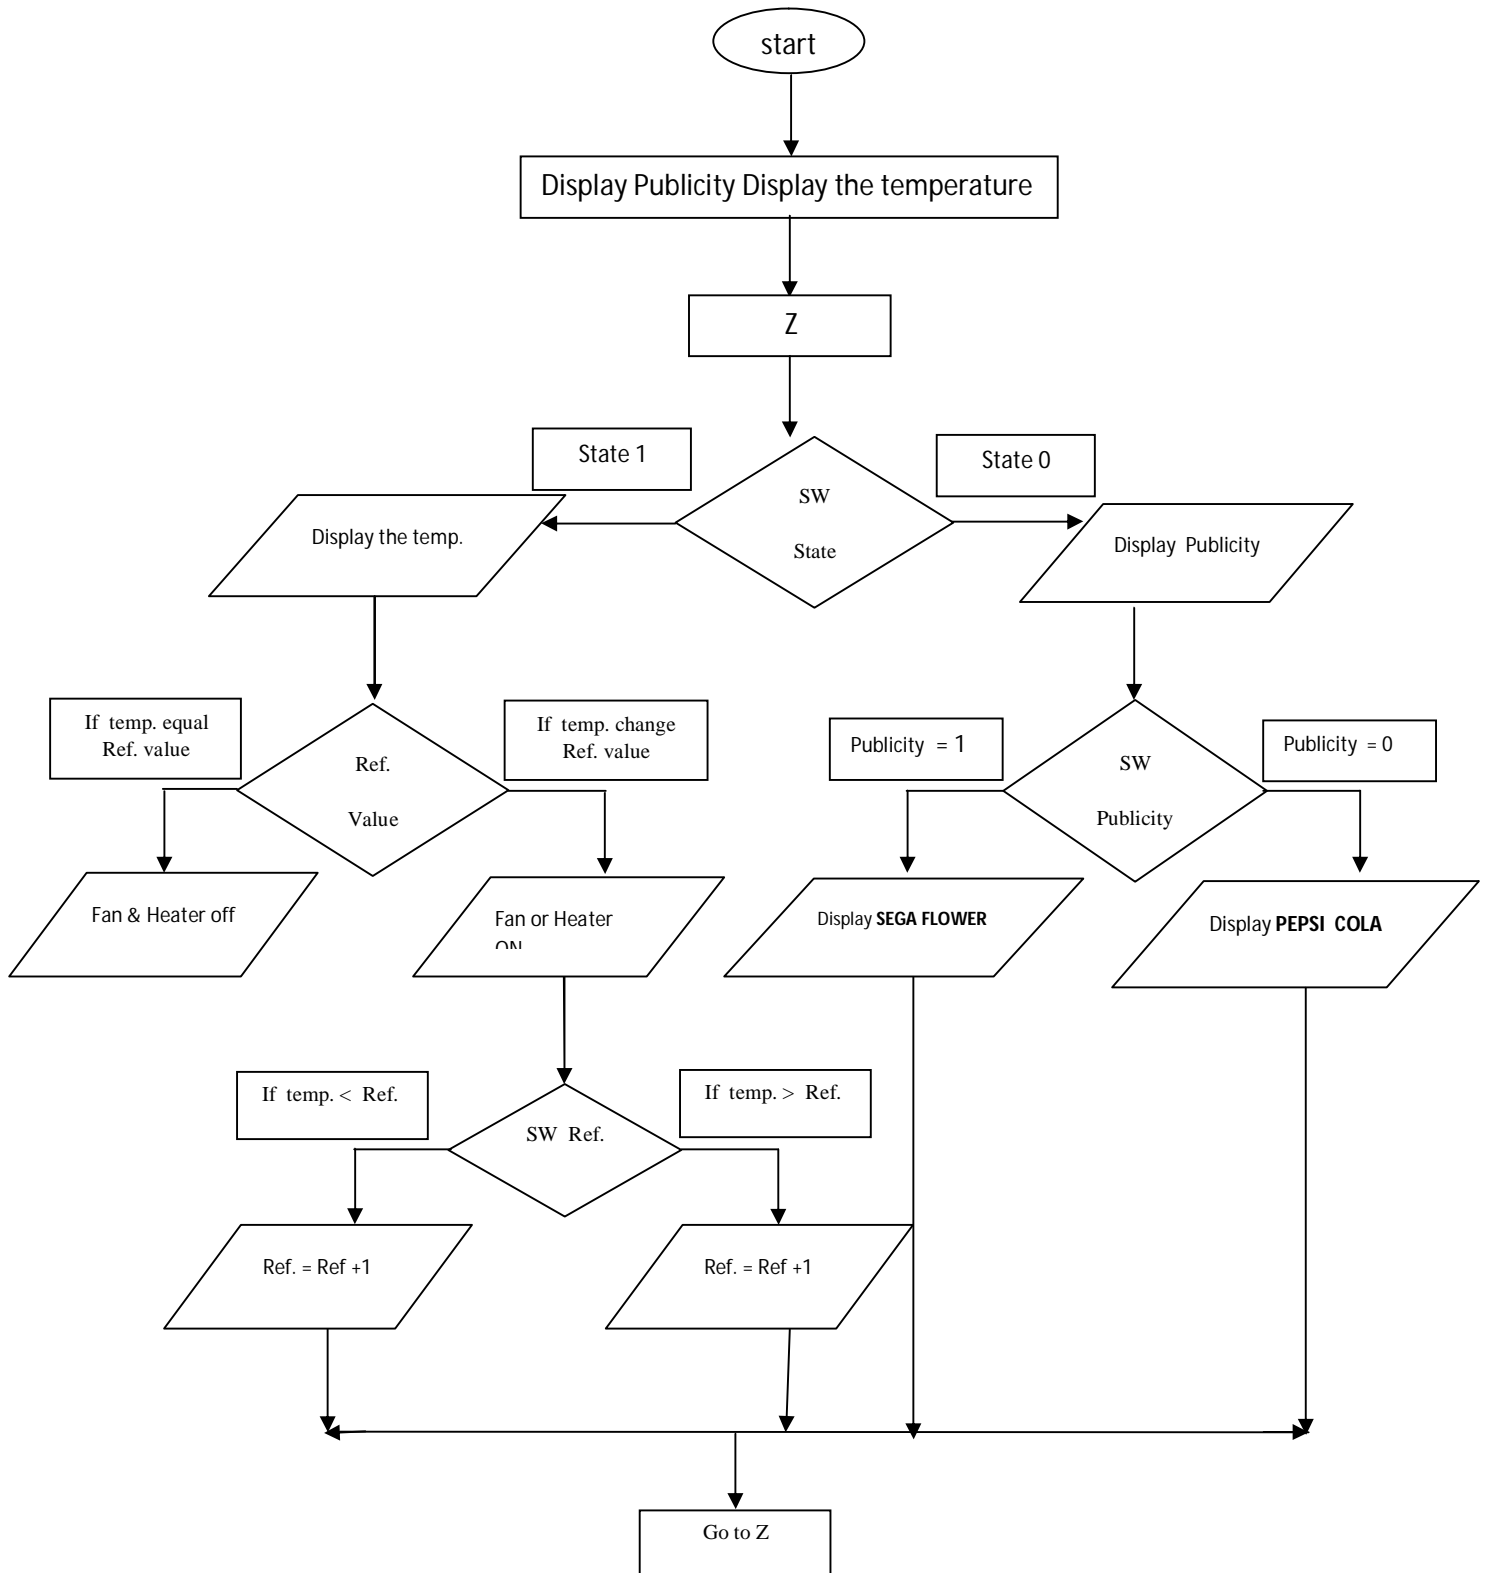 start
Display Publicity Display the temperature
Z
State 1
State 0
SW
State
Display the temp.
Display Publicity
If temp. equal
Ref. value
If temp. change
Ref. value
Ref.
Value
Publicity = 1
Publicity = 0
SW
Publicity
Fan & Heater off
Fan or Heater
ON
Display SEGA FLOWER
Display PEPSI COLA
If temp. < Ref.
If temp. > Ref.
SW Ref.
Ref. = Ref +1
Ref. = Ref +1
Go to Z